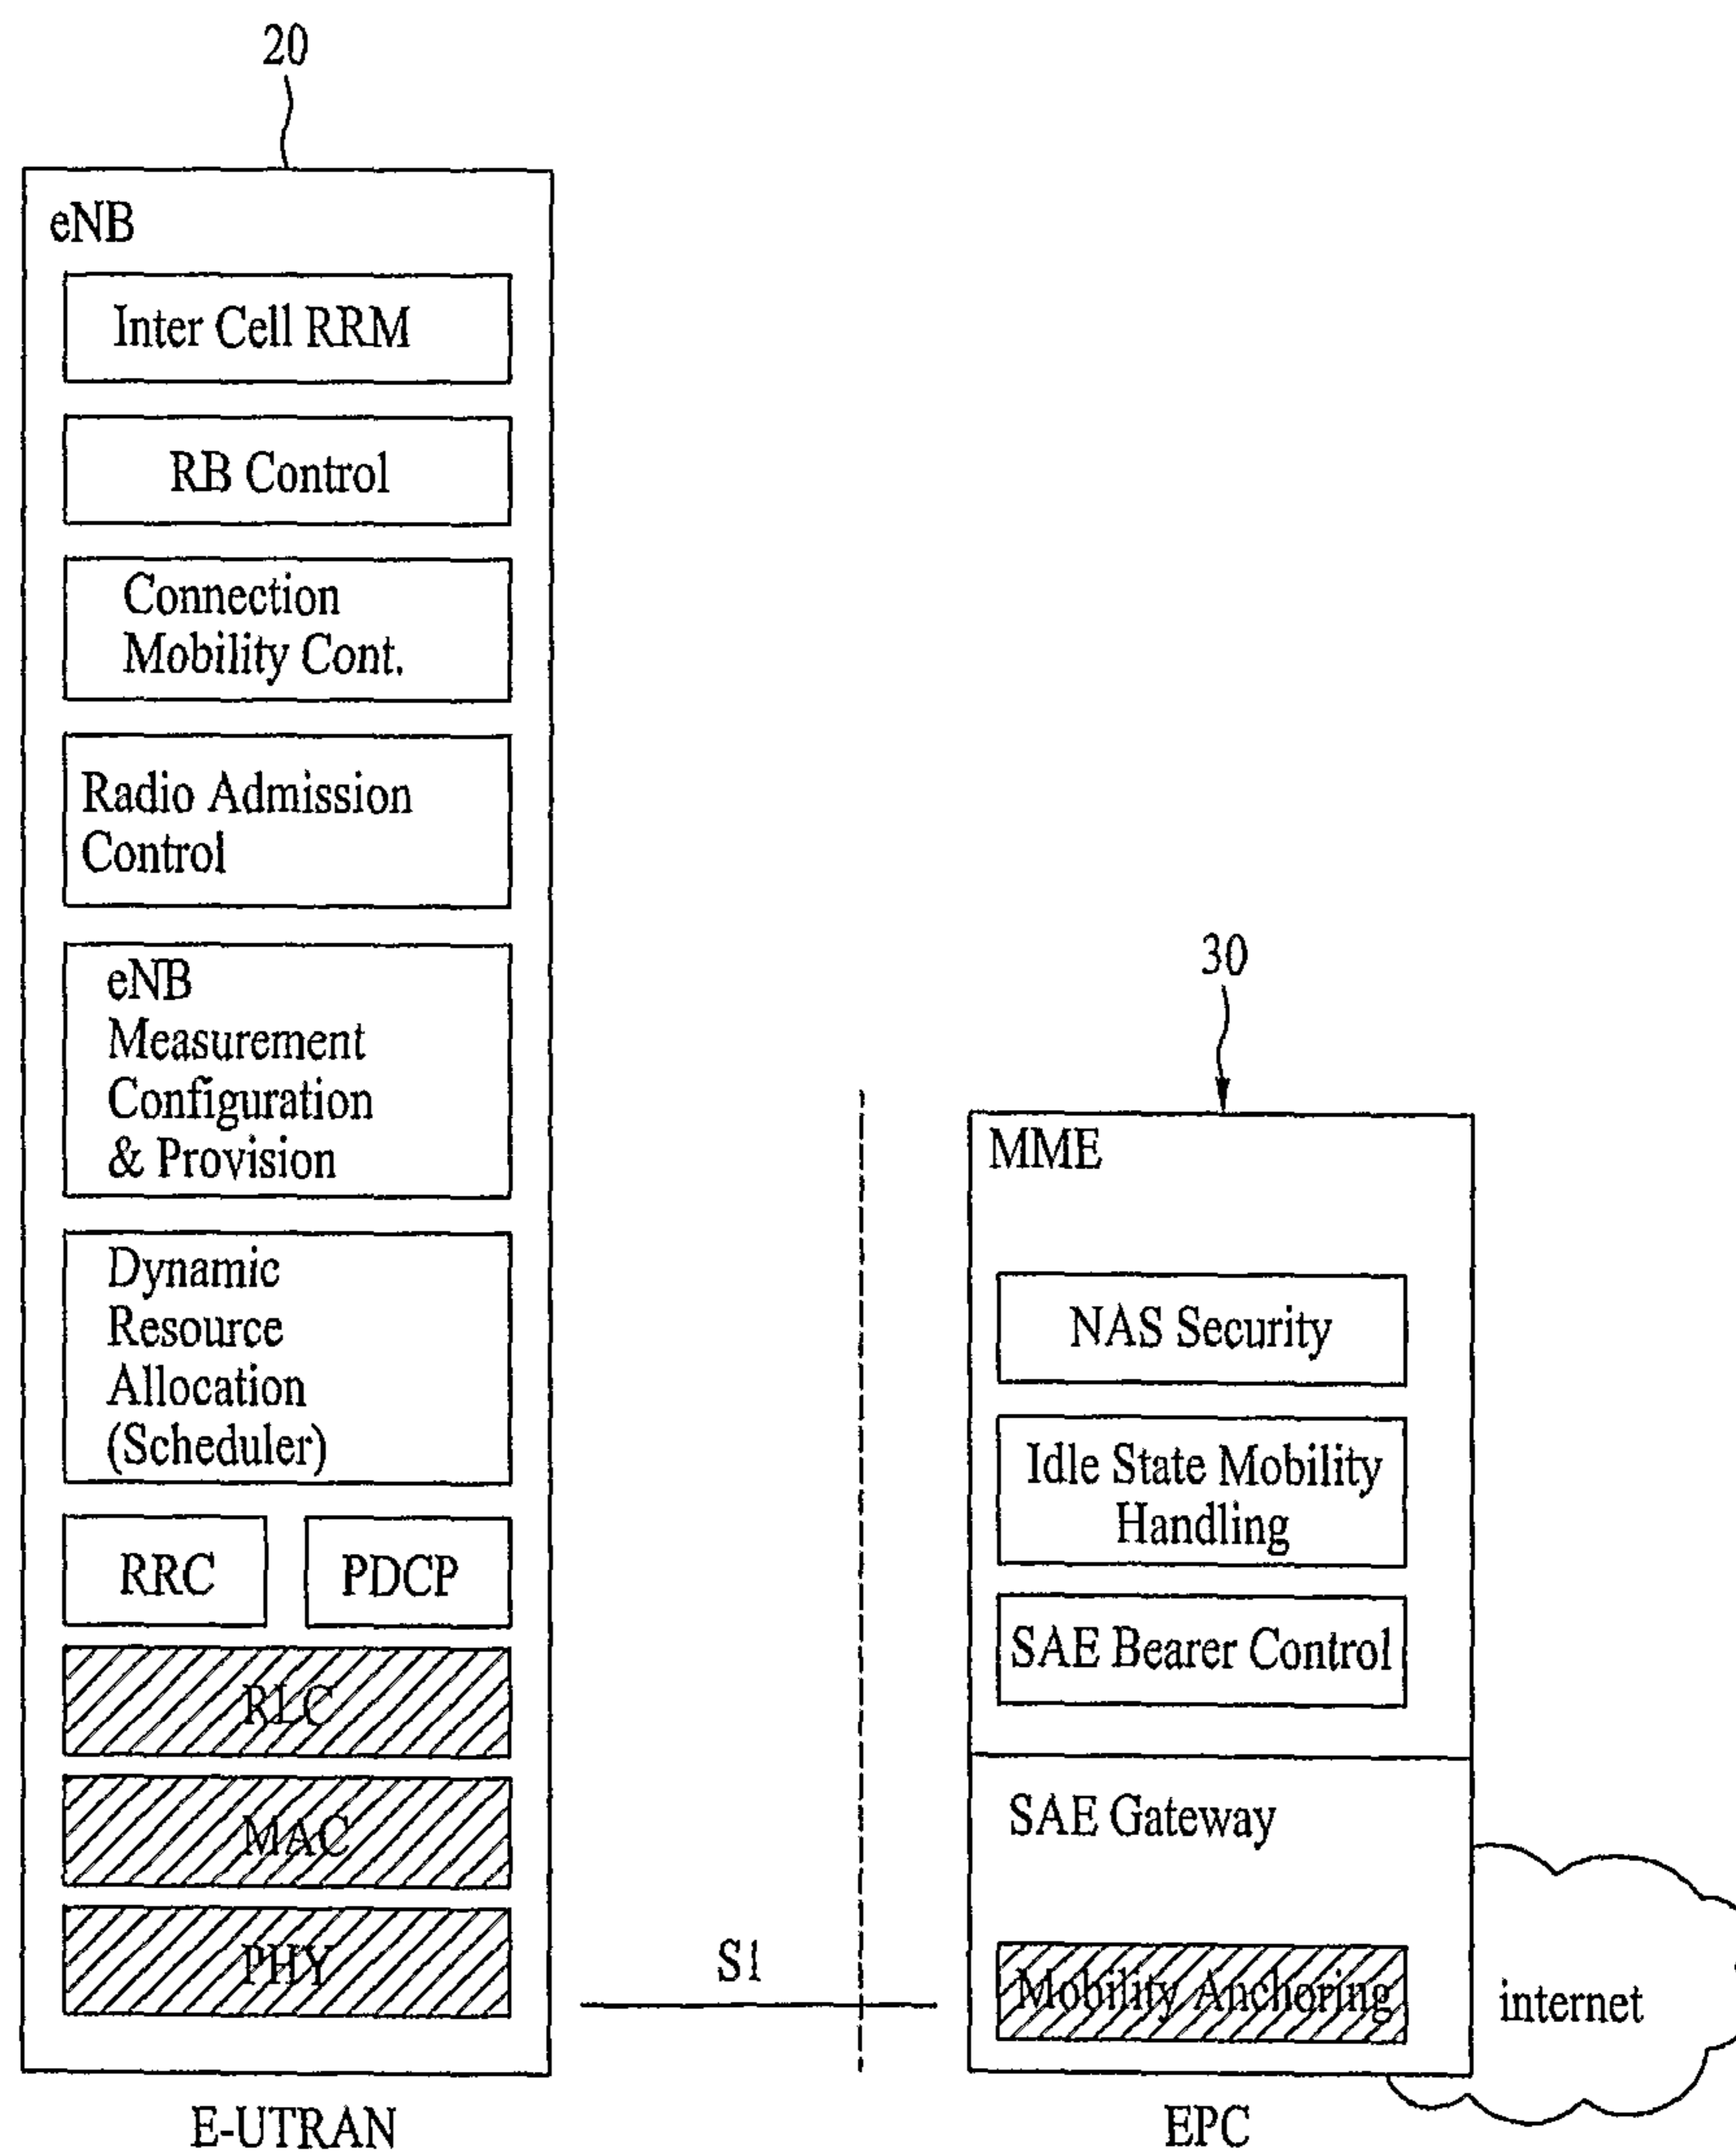 20
eNB
Inter Cell RRM
RB Control
Connection
Mobility Cont.
Radio Admission
Control
eNB
Measurement
Configuration
& Provision
Dynamic
Resource
Allocation
(Scheduler)
RRC
PDCP
RLC
MAC
PHY
E-UTRAN
S1
30
MME
NAS Security
Idle State Mobility
Handling
SAE Bearer Control
SAE Gateway
Mobility Anchoring
internet
EPC